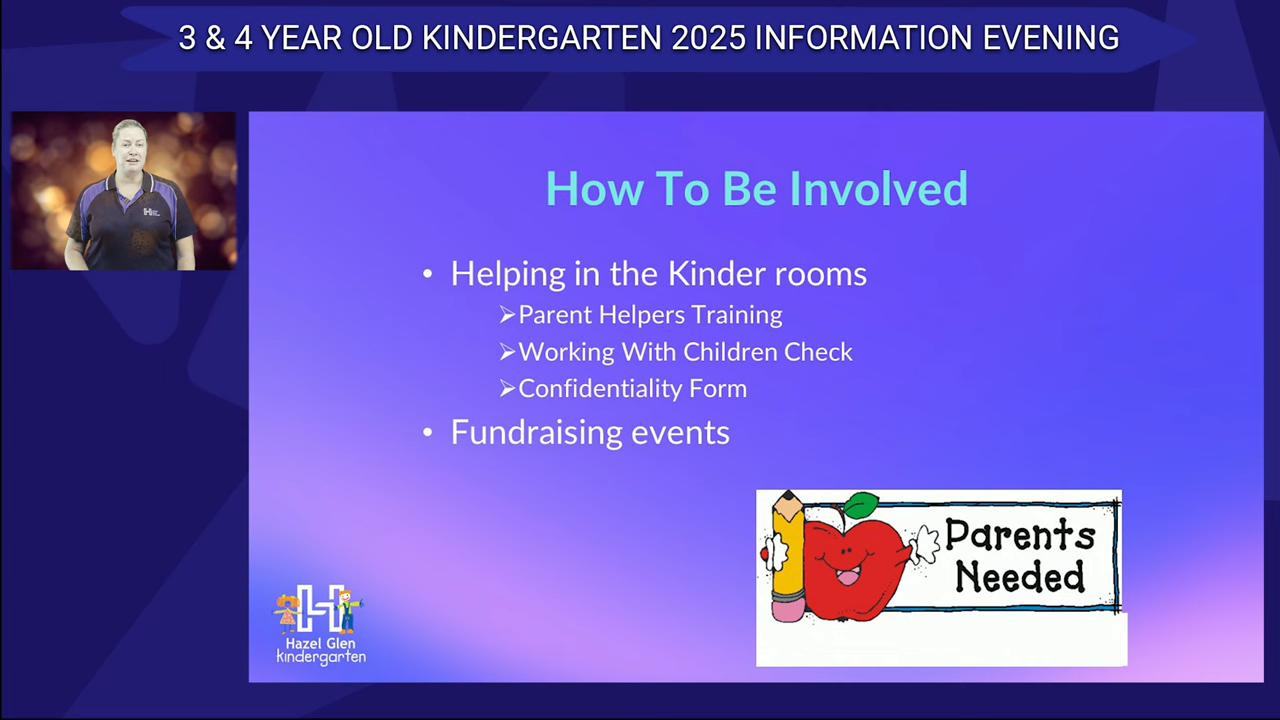 3 & 4 YEAR OLD KINDERGARTEN 2025 INFORMATION EVENING
How To Be Involved
• Helping in the Kinder rooms
➢Parent Helpers Training
➢Working With Children Check
➢Confidentiality Form
• Fundraising events
Parents
Needed
H
Hazel Glen
kindergarten